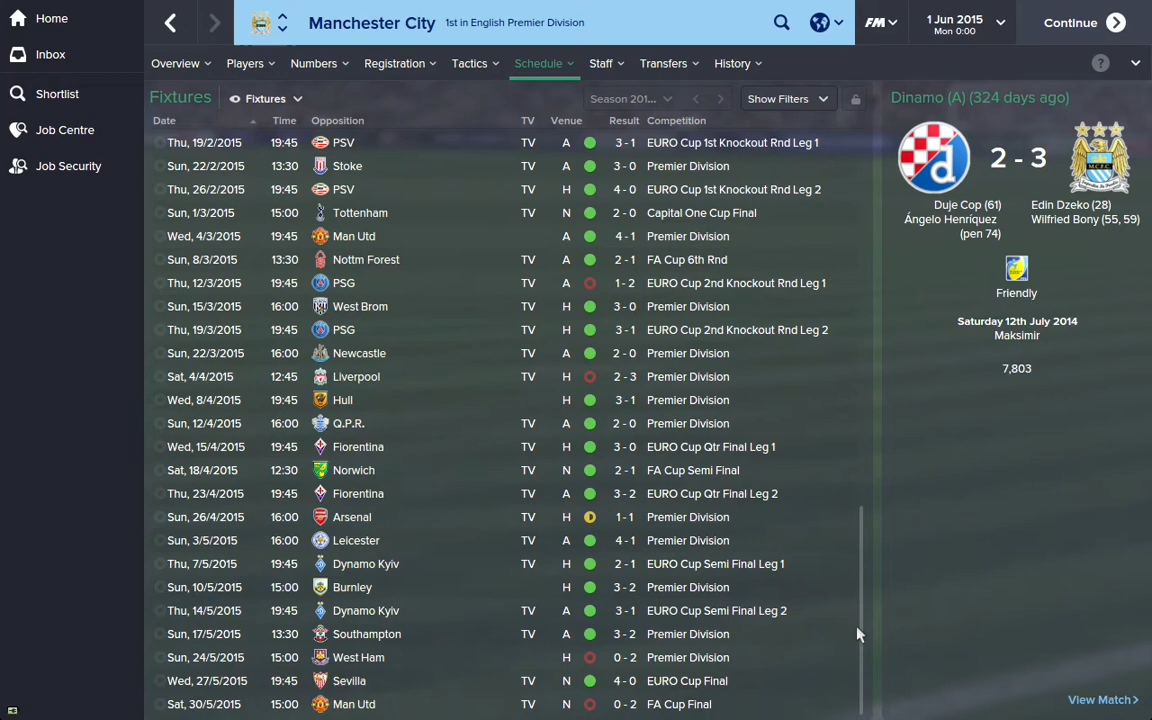 Home
Inbox
Shortlist
Job Centre
Job Security
Manchester City 1st in English Premier Division
FM
1 Jun 2015
Mon 0:00
Continue
Overview Players Numbers Registration Tactics Schedule Staff Transfers History
?
Fixtures Fixtures Season 201... Show Filters
Date Time Opposition TV Venue Result Competition
Thu, 19/2/2015 19:45 PSV TV A 3 - 1 EURO Cup 1st Knockout Rnd Leg 1
Sun, 22/2/2015 13:30 Stoke TV A 3 - 0 Premier Division
Thu, 26/2/2015 19:45 PSV TV H 4 - 0 EURO Cup 1st Knockout Rnd Leg 2
Sun, 1/3/2015 15:00 Tottenham TV N 2 - 0 Capital One Cup Final
Wed, 4/3/2015 19:45 Man Utd A 4 - 1 Premier Division
Sun, 8/3/2015 13:30 Nottm Forest TV A 2 - 1 FA Cup 6th Rnd
Thu, 12/3/2015 19:45 PSG TV A 1 - 2 EURO Cup 2nd Knockout Rnd Leg 1
Sun, 15/3/2015 16:00 West Brom TV H 3 - 0 Premier Division
Thu, 19/3/2015 19:45 PSG TV H 3 - 1 EURO Cup 2nd Knockout Rnd Leg 2
Sun, 22/3/2015 16:00 Newcastle TV A 2 - 0 Premier Division
Sat, 4/4/2015 12:45 Liverpool TV H 2 - 3 Premier Division
Wed, 8/4/2015 19:45 Hull H 3 - 1 Premier Division
Sun, 12/4/2015 16:00 Q.P.R. TV A 2 - 0 Premier Division
Wed, 15/4/2015 19:45 Fiorentina TV H 3 - 0 EURO Cup Qtr Final Leg 1
Sat, 18/4/2015 12:30 Norwich TV N 2 - 1 FA Cup Semi Final
Thu, 23/4/2015 19:45 Fiorentina TV A 3 - 2 EURO Cup Qtr Final Leg 2
Sun, 26/4/2015 16:00 Arsenal TV H 1 - 1 Premier Division
Sun, 3/5/2015 16:00 Leicester TV A 4 - 1 Premier Division
Thu, 7/5/2015 19:45 Dynamo Kyiv TV H 2 - 1 EURO Cup Semi Final Leg 1
Sun, 10/5/2015 15:00 Burnley H 3 - 2 Premier Division
Thu, 14/5/2015 19:45 Dynamo Kyiv TV A 3 - 1 EURO Cup Semi Final Leg 2
Sun, 17/5/2015 13:30 Southampton TV A 3 - 2 Premier Division
Sun, 24/5/2015 15:00 West Ham H 0 - 2 Premier Division
Wed, 27/5/2015 19:45 Sevilla TV N 4 - 0 EURO Cup Final
Sat, 30/5/2015 15:00 Man Utd TV N 0 - 2 FA Cup Final
Dinamo (A) (324 days ago)
2 - 3
Duje Cop (61) Edin Dzeko (28)
Ángelo Henríquez Wilfried Bony (55, 59)
(pen 74)
Friendly
Saturday 12th July 2014
Maksimir
7,803
View Match>